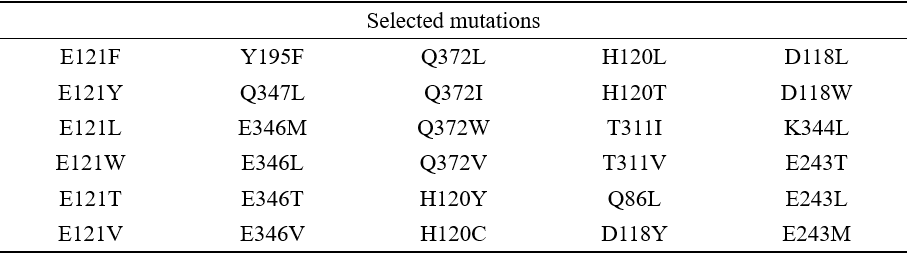 Selected mutations
E121F Y195F Q372L H120L D118L
E121Y Q347L Q372I H120T D118W
E121L E346M Q372W T311I K344L
E121W E346L Q372V T311V E243T
E121T E346T H120Y Q86L E243L
E121V E346V H120C D118Y E243M